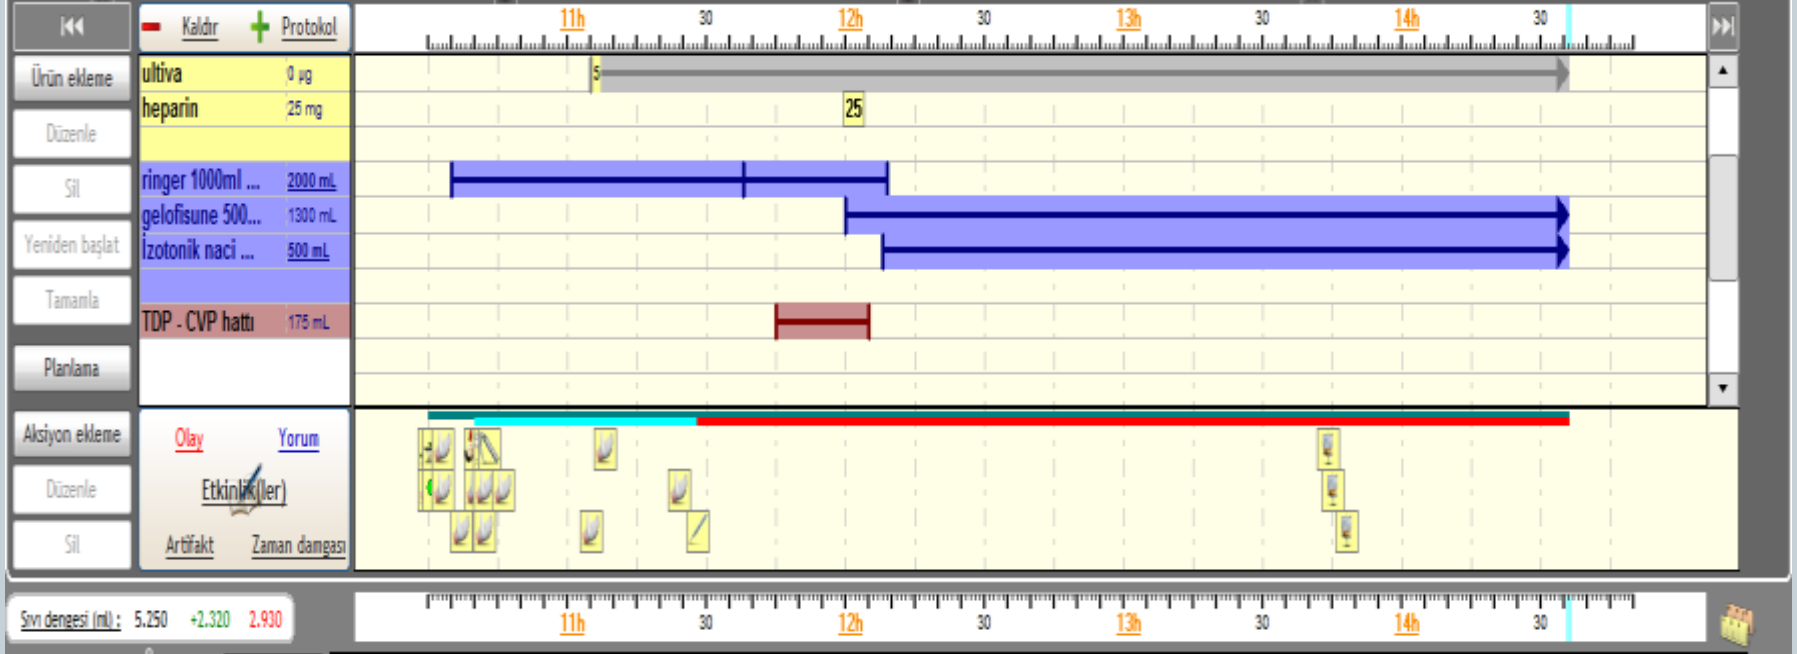 Kaldır Protokol
11h 30 12h 30 13h 30 14h 30
Ürün ekleme
Düzenle
Sil
Yeniden başlat
Tamamla
Planlama
ultiva 0 µg 5
heparin 25 mg 25
ringer 1000ml ... 2000 mL
gelofisune 500... 1300 mL
İzotonik naci ... 500 mL
TDP - CVP hattı 175 mL
Aksiyon ekleme
Düzenle
Sil
Olay Yorum
Etkinlik(ler)
Artifakt Zaman damgası
Sıvı dengesi (ml) : 5.250 +2.320 2.930
11h 30 12h 30 13h 30 14h 30